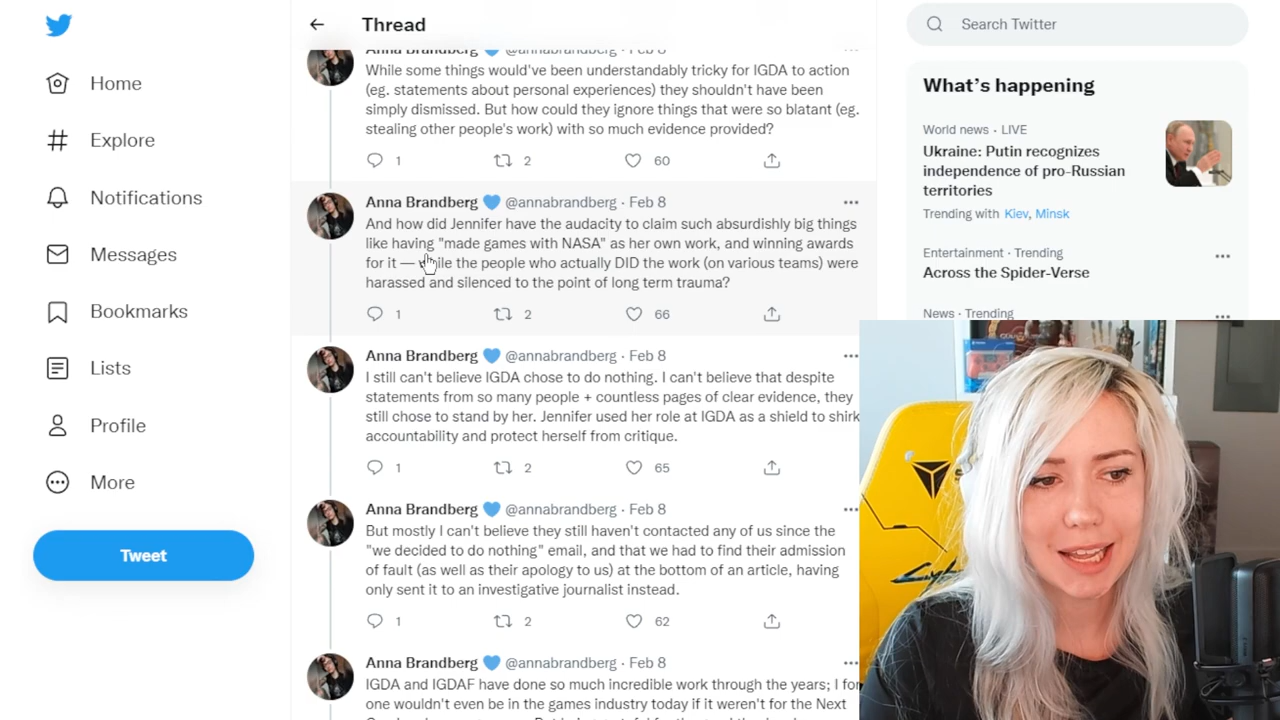 Thread
Search Twitter
Home
Explore
Notifications
Messages
Bookmarks
Lists
Profile
More
Tweet
Anna Brandberg 💙 @annabrandberg · Feb 8
While some things would've been understandably tricky for IGDA to action
(eg. statements about personal experiences) they shouldn't have been
simply dismissed. But how could they ignore things that were so blatant (eg.
stealing other people's work) with so much evidence provided?
1 2 60
Anna Brandberg 💙 @annabrandberg · Feb 8
And how did Jennifer have the audacity to claim such absurdishly big things
like having "made games with NASA" as her own work, and winning awards
for it — while the people who actually DID the work (on various teams) were
harassed and silenced to the point of long term trauma?
1 2 66
Anna Brandberg 💙 @annabrandberg · Feb 8
I still can't believe IGDA chose to do nothing. I can't believe that despite
statements from so many people + countless pages of clear evidence, they
still chose to stand by her. Jennifer used her role at IGDA as a shield to shirk
accountability and protect herself from critique.
1 2 65
Anna Brandberg 💙 @annabrandberg · Feb 8
But mostly I can't believe they still haven't contacted any of us since the
"we decided to do nothing" email, and that we had to find their admission
of fault (as well as their apology to us) at the bottom of an article, having
only sent it to an investigative journalist instead.
1 2 62
Anna Brandberg 💙 @annabrandberg · Feb 8
IGDA and IGDAF have done so much incredible work through the years; I for
one wouldn't even be in the games industry today if it weren't for the Next
What's happening
World news · LIVE
Ukraine: Putin recognizes
independence of pro-Russian
territories
Trending with Kiev, Minsk
Entertainment · Trending
Across the Spider-Verse
News · Trending